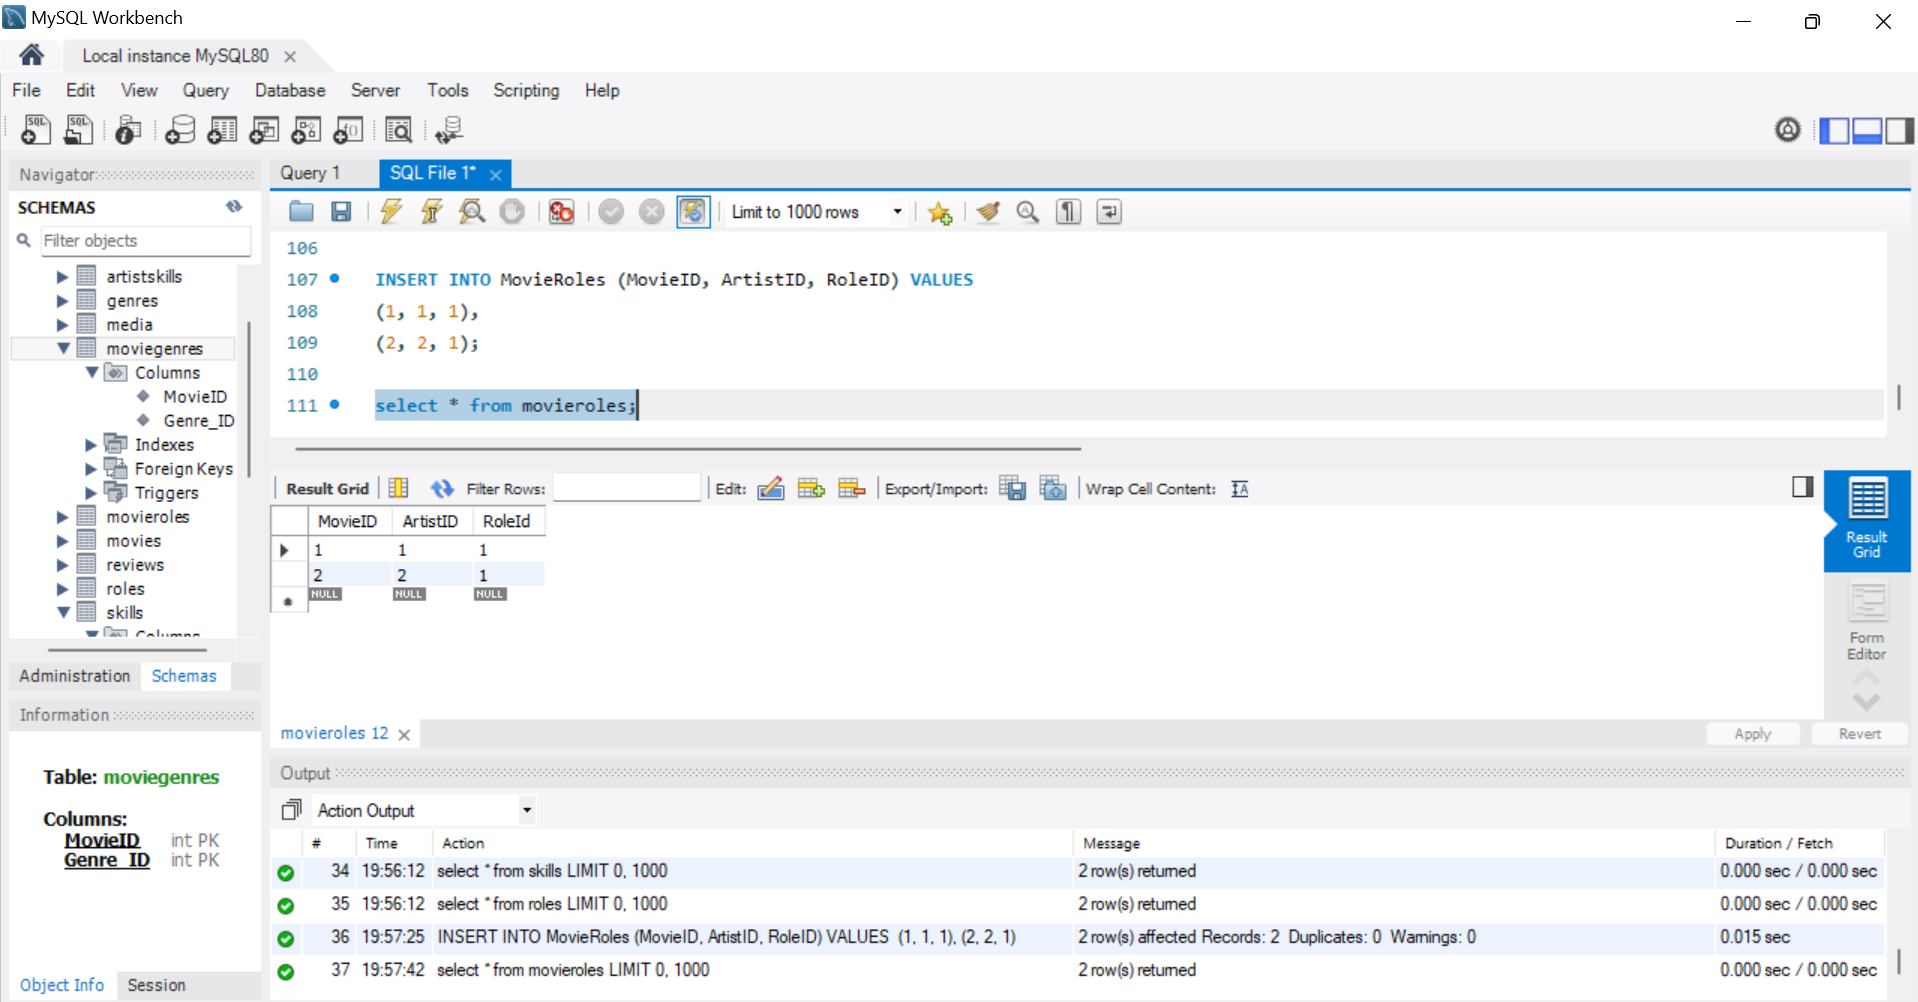 MySQL Workbench
Local instance MySQL80
File Edit View Query Database Server Tools Scripting Help
Navigator
SCHEMAS
Filter objects
artistskills
genres
media
moviegenres
Columns
MovieID
Genre_ID
Indexes
Foreign Keys
Triggers
movieroles
movies
reviews
roles
skills
Columns
Administration Schemas
Information
Table: moviegenres
Columns:
MovieID int PK
Genre_ID int PK
Object Info Session
Query 1 SQL File 1*
Limit to 1000 rows
106
107 INSERT INTO MovieRoles (MovieID, ArtistID, RoleID) VALUES
108 (1, 1, 1),
109 (2, 2, 1);
110
111 select * from movieroles;
Result Grid Filter Rows: Edit: Export/Import: Wrap Cell Content:
MovieID ArtistID RoleId
1 1 1
2 2 1
NULL NULL NULL
Result
Grid
Form
Editor
movieroles 12 Apply Revert
Output
Action Output
# Time Action Message Duration / Fetch
34 19:56:12 select * from skills LIMIT 0, 1000 2 row(s) returned 0.000 sec / 0.000 sec
35 19:56:12 select * from roles LIMIT 0, 1000 2 row(s) returned 0.000 sec / 0.000 sec
36 19:57:25 INSERT INTO MovieRoles (MovieID, ArtistID, RoleID) VALUES (1, 1, 1), (2, 2, 1) 2 row(s) affected Records: 2 Duplicates: 0 Warnings: 0 0.015 sec
37 19:57:42 select * from movieroles LIMIT 0, 1000 2 row(s) returned 0.000 sec / 0.000 sec